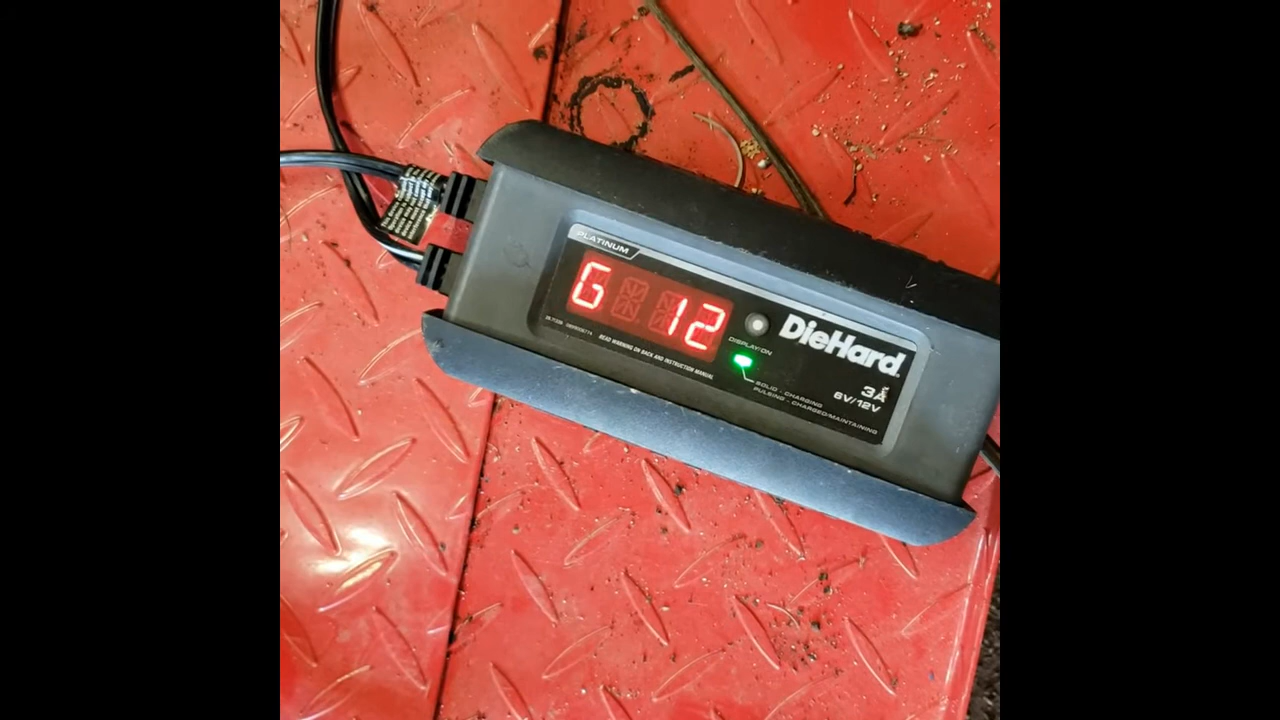 PLATINUM
G 12
READ WARNING ON BACK AND INSTRUCTION MANUAL
DISPLAY/ON
DieHard
SOLID - CHARGING
PULSING - CHARGED/MAINTAINING
3A
6V/12V